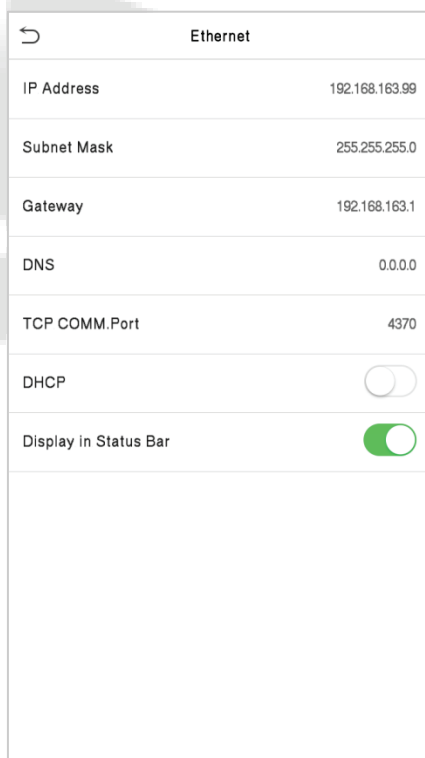 Ethernet
IP Address 192.168.163.99
Subnet Mask 255.255.255.0
Gateway 192.168.163.1
DNS 0.0.0.0
TCP COMM.Port 4370
DHCP
Display in Status Bar